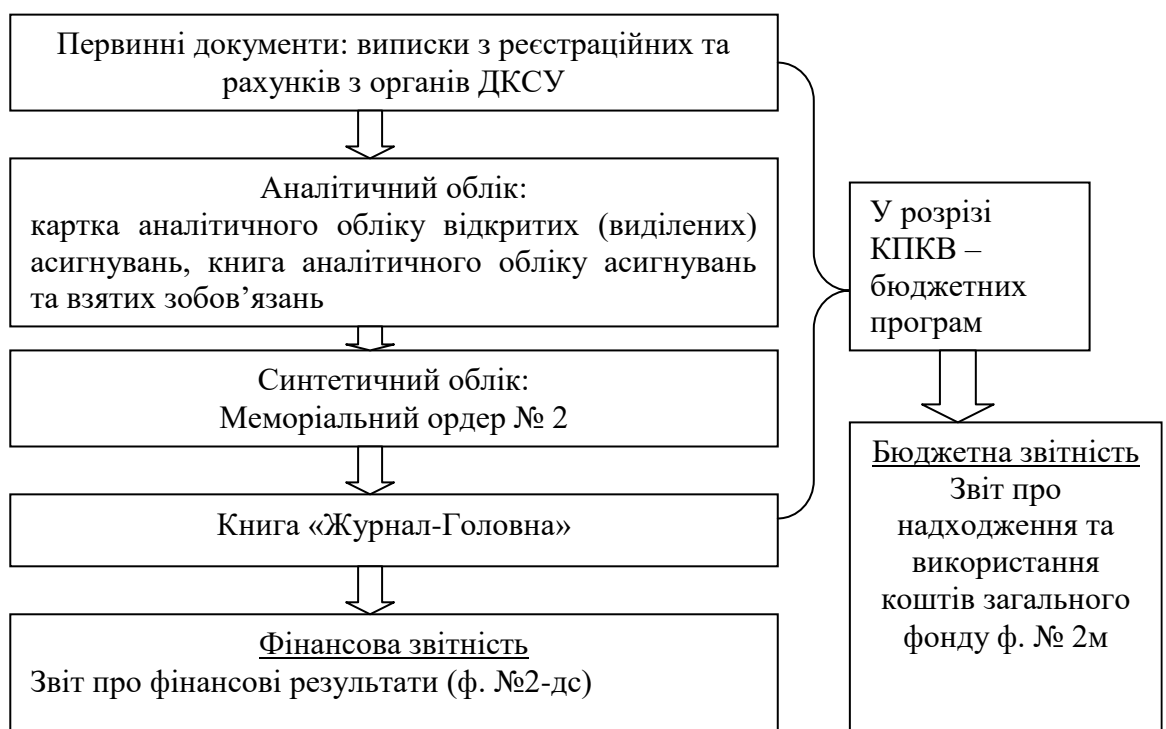 Первинні документи: виписки з реєстраційних та
рахунків з органів ДКСУ
Аналітичний облік:
картка аналітичного обліку відкритих (виділених)
асигнувань, книга аналітичного обліку асигнувань
та взятих зобов’язань
Синтетичний облік:
Меморіальний ордер № 2
Книга «Журнал-Головна»
Фінансова звітність
Звіт про фінансові результати (ф. №2-дс)
У розрізі
КПКВ –
бюджетних
програм
Бюджетна звітність
Звіт про
надходження та
використання
коштів загального
фонду ф. № 2м